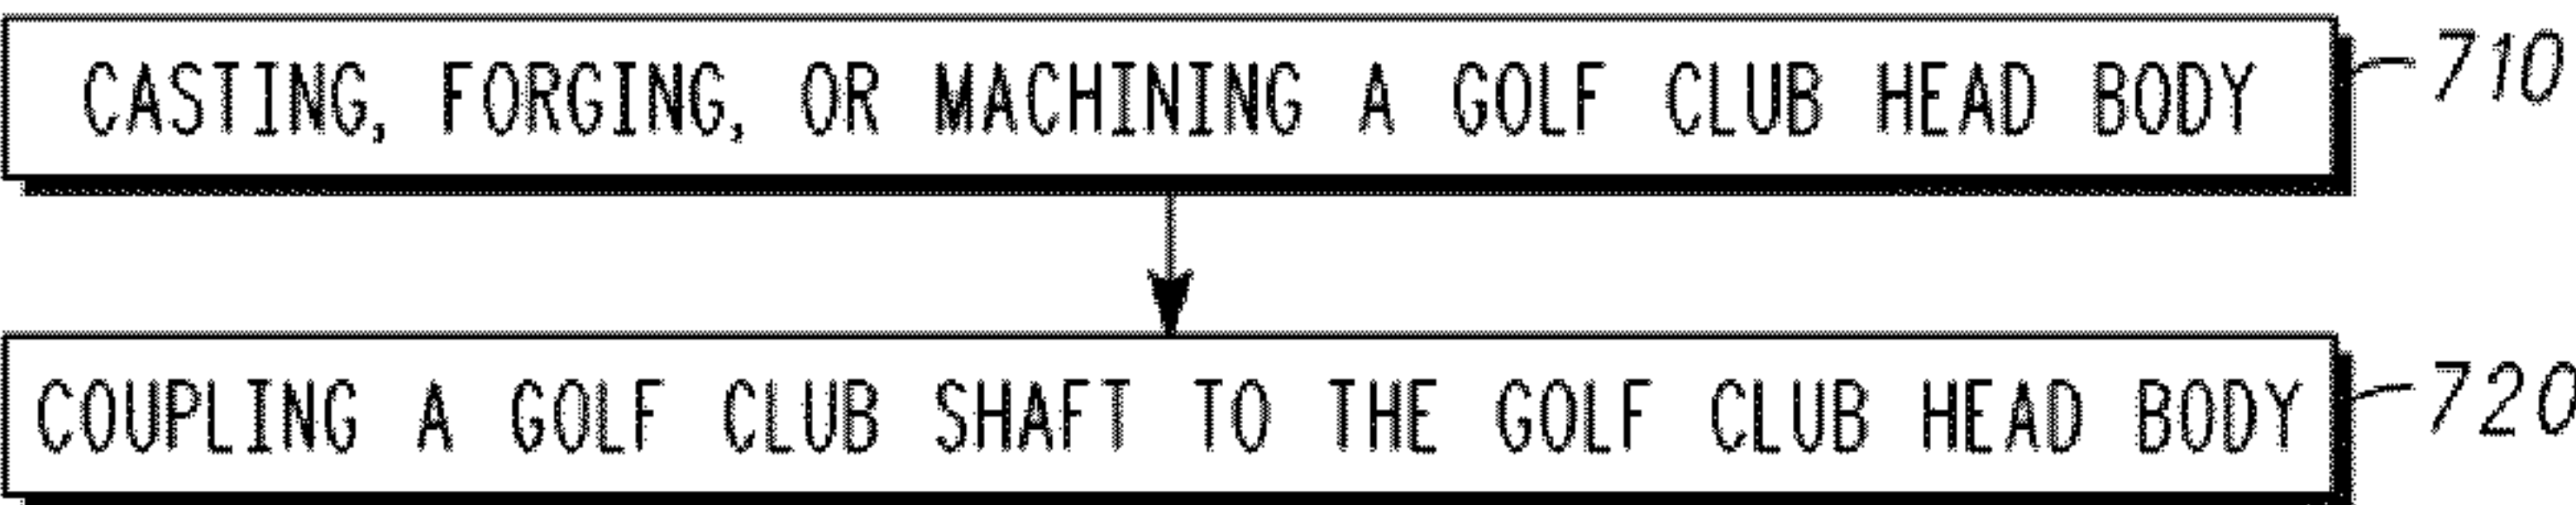 CASTING, FORGING, OR MACHINING A GOLF CLUB HEAD BODY 710
COUPLING A GOLF CLUB SHAFT TO THE GOLF CLUB HEAD BODY 720